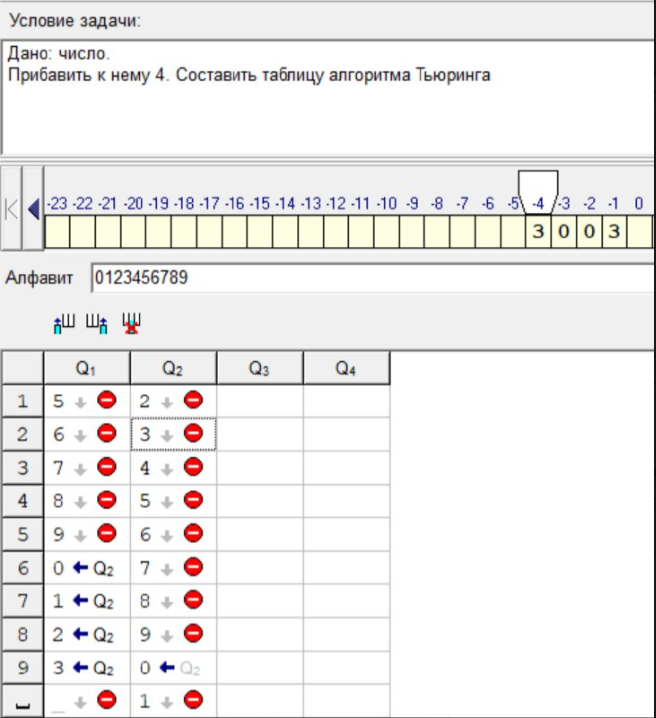 Условие задачи:
Дано: число.
Прибавить к нему 4. Составить таблицу алгоритма Тьюринга
-23 -22 -21 -20 -19 -18 -17 -16 -15 -14 -13 -12 -11 -10 -9 -8 -7 -6 -5 -4 -3 -2 -1 0
3 0 0 3
Алфавит 0123456789
Q1 Q2 Q3 Q4
1 5 2
2 6 3
3 7 4
4 8 5
5 9 6
6 0 ← Q2 7
7 1 ← Q2 8
8 2 ← Q2 9
9 3 ← Q2 0 ← Q2
_ 1